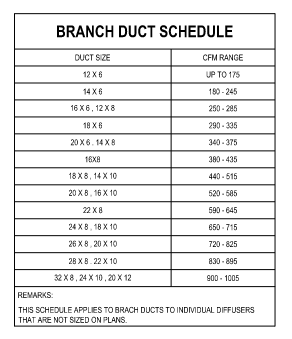 BRANCH DUCT SCHEDULE
DUCT SIZE CFM RANGE
12 X 6 UP TO 175
14 X 6 180 - 245
16 X 6 , 12 X 8 250 - 285
18 X 6 290 - 335
20 X 6 . 14 X 8 340 - 375
16X8 380 - 435
18 X 8 , 14 X 10 440 - 515
20 X 8 , 16 X 10 520 - 585
22 X 8 590 - 645
24 X 8 , 18 X 10 650 - 715
26 X 8 , 20 X 10 720 - 825
28 X 8 . 22 X 10 830 - 895
32 X 8 , 24 X 10 , 20 X 12 900 - 1005
REMARKS:
THIS SCHEDULE APPLIES TO BRACH DUCTS TO INDIVIDUAL DIFFUSERS
THAT ARE NOT SIZED ON PLANS.